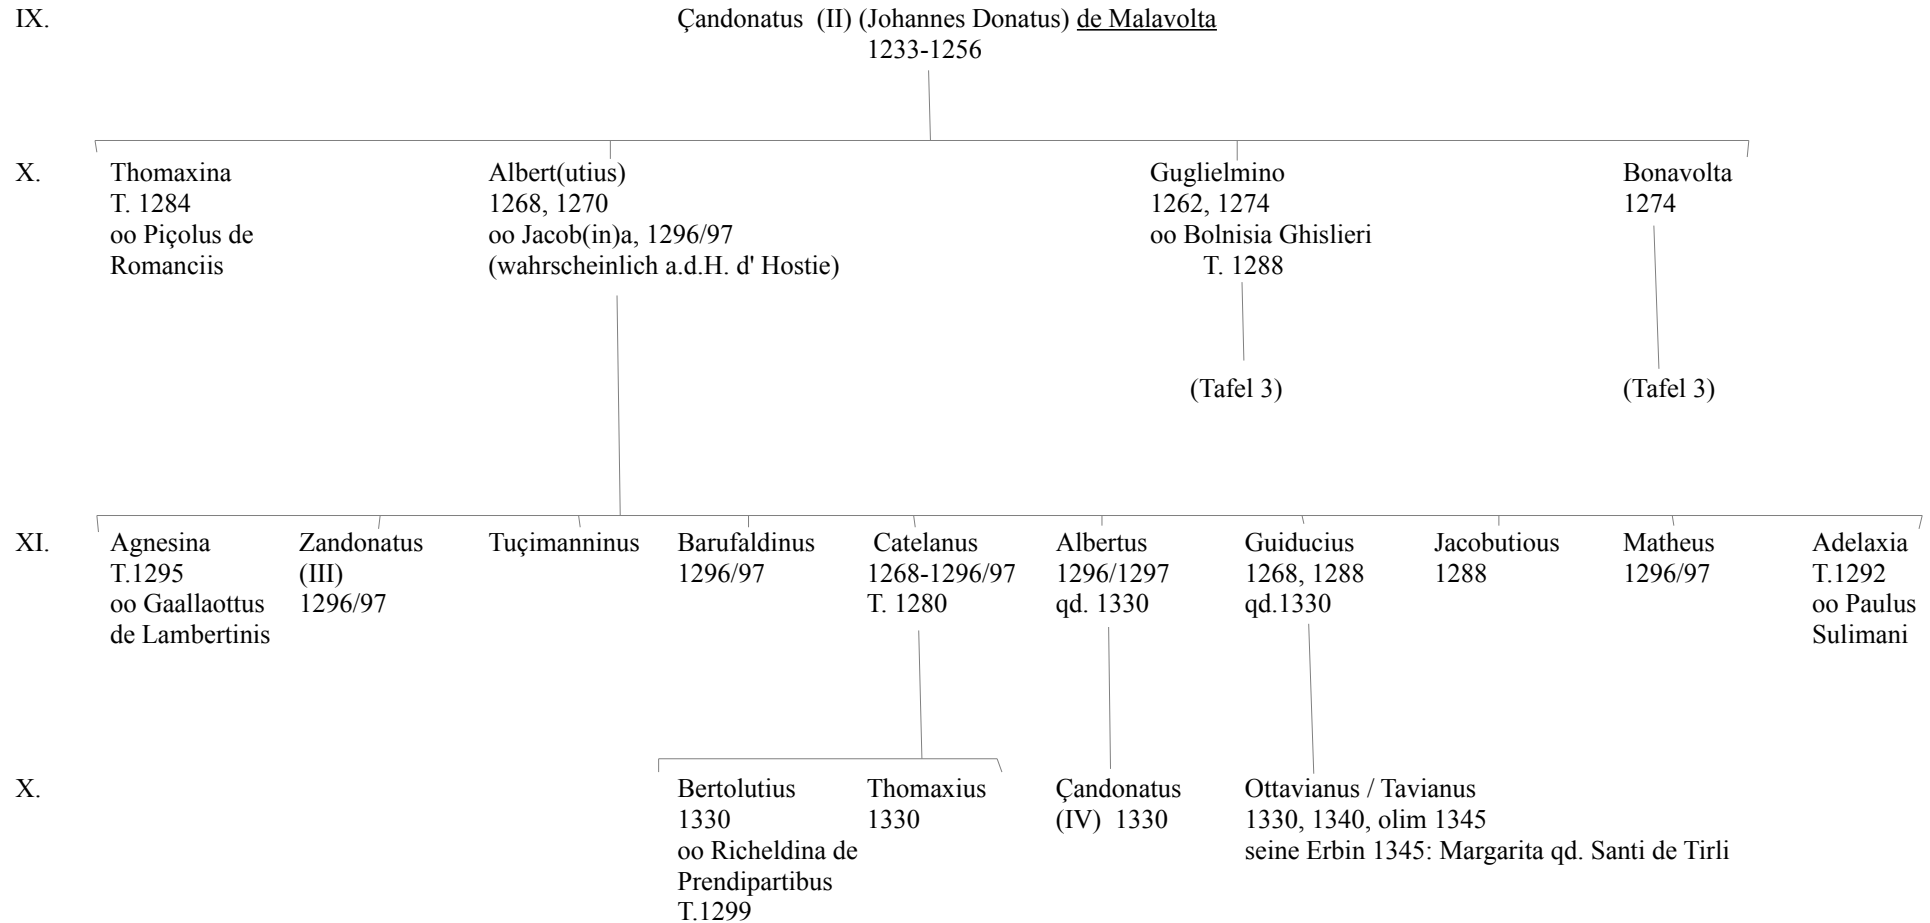 IX. Çandonatus (II) (Johannes Donatus) de Malavolta
1233-1256
X. Thomaxina Albert(utius) Guglielmino Bonavolta
T. 1284 1268, 1270 1262, 1274 1274
oo Piçolus de oo Jacob(in)a, 1296/97 oo Bolnisia Ghislieri
Romanciis (wahrscheinlich a.d.H. d' Hostie) T. 1288
(Tafel 3) (Tafel 3)
XI. Agnesina Zandonatus Tuçimanninus Barufaldinus Catelanus Albertus Guiducius Jacobutious Matheus Adelaxia
T.1295 (III) 1296/97 1268-1296/97 1296/1297 1268, 1288 1288 1296/97 T.1292
oo Gaallaottus 1296/97 T. 1280 qd. 1330 qd.1330 oo Paulus
de Lambertinis Sulimani
X. Bertolutius Thomaxius Çandonatus Ottavianus / Tavianus
1330 1330 (IV) 1330 1330, 1340, olim 1345
oo Richeldina de seine Erbin 1345: Margarita qd. Santi de Tirli
Prendipartibus
T.1299